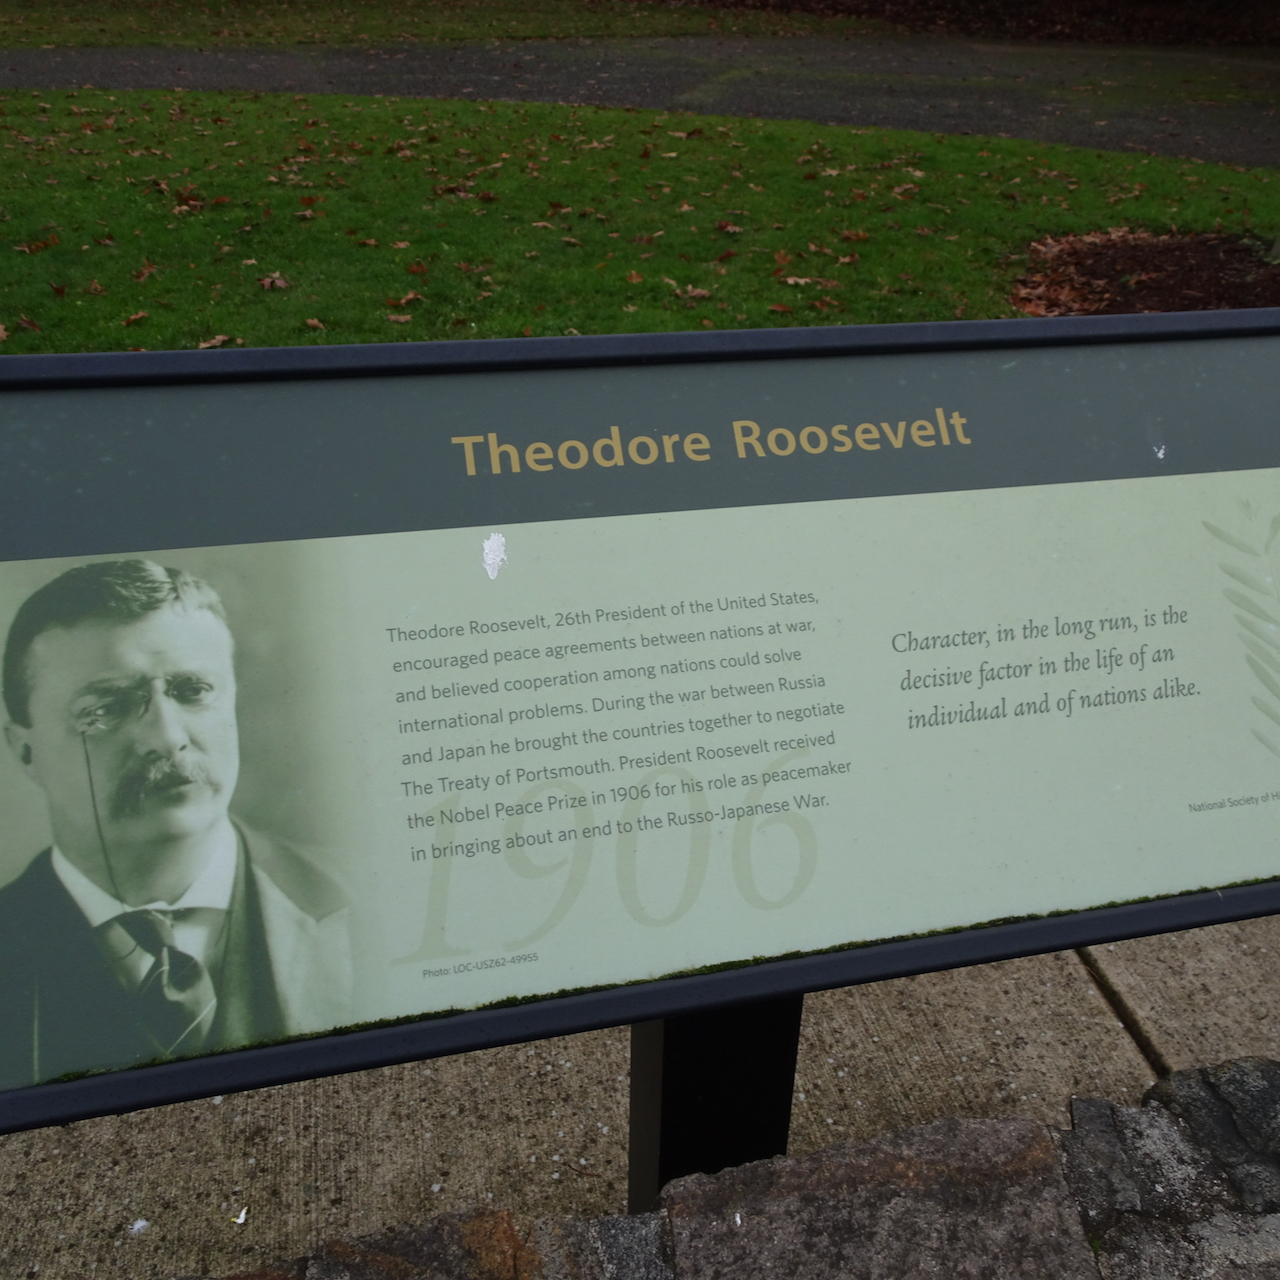 Theodore Roosevelt
Theodore Roosevelt, 26th President of the United States,
encouraged peace agreements between nations at war,
and believed cooperation among nations could solve
international problems. During the war between Russia
and Japan he brought the countries together to negotiate
The Treaty of Portsmouth. President Roosevelt received
the Nobel Peace Prize in 1906 for his role as peacemaker
in bringing about an end to the Russo-Japanese War.
1906
Photo: LOC-USZ62-49955
Character, in the long run, is the
decisive factor in the life of an
individual and of nations alike.
National Society of